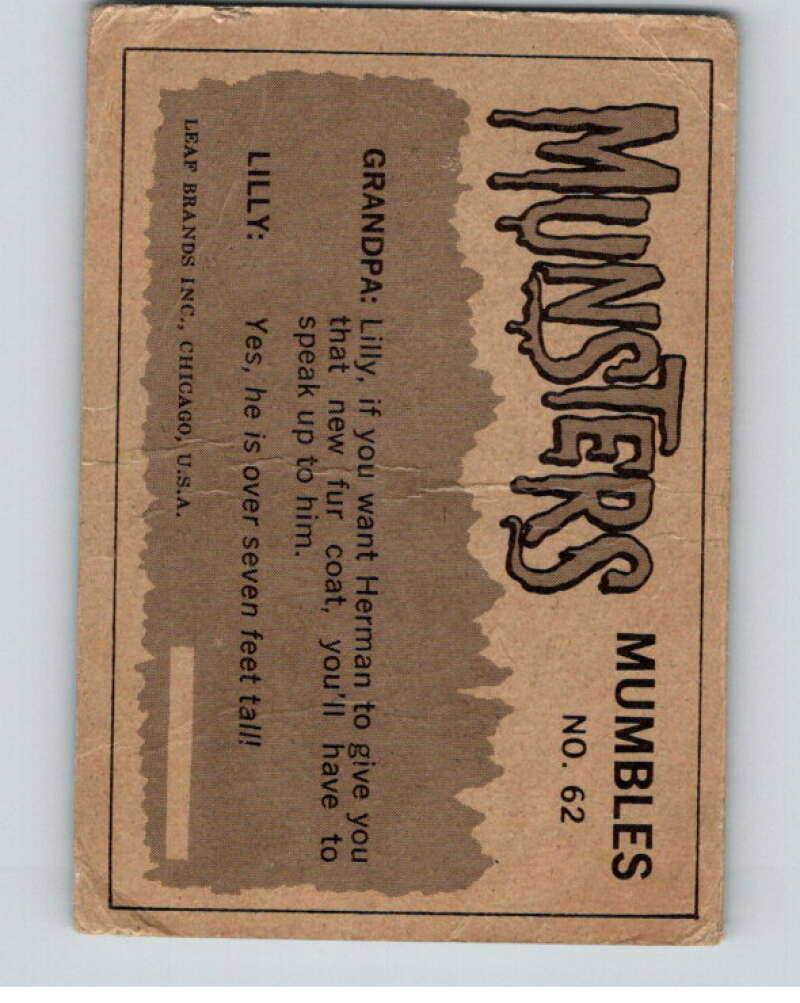 MUNSTERS MUMBLES
NO. 62
GRANDPA: Lilly, if you want Herman to give you
that new fur coat, you'll have to
speak up to him.
LILLY: Yes, he is over seven feet tall!
LEAF BRANDS INC., CHICAGO, U.S.A.